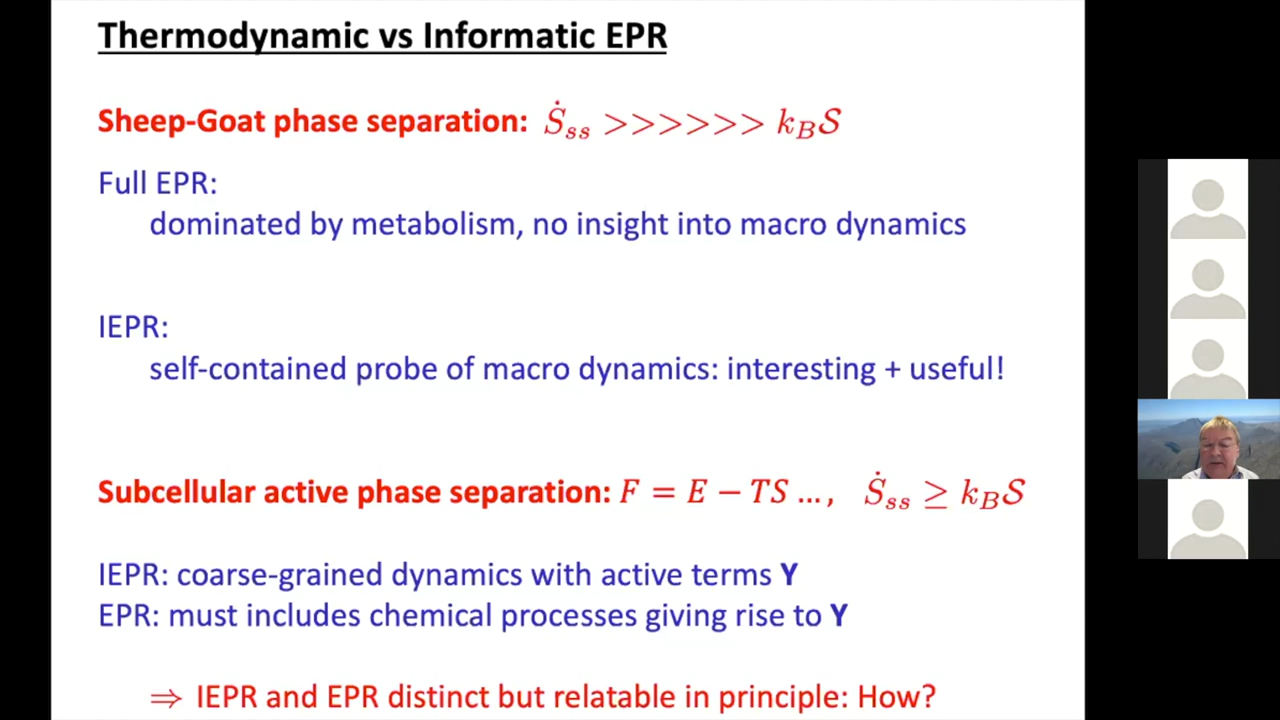 Thermodynamic vs Informatic EPR
Sheep-Goat phase separation: Ṡ_ss >>>>>> k_B𝒮
Full EPR:
dominated by metabolism, no insight into macro dynamics
IEPR:
self-contained probe of macro dynamics: interesting + useful!
Subcellular active phase separation: F = E − TS ... , Ṡ_ss ≥ k_B𝒮
IEPR: coarse-grained dynamics with active terms Y
EPR: must includes chemical processes giving rise to Y
⇒ IEPR and EPR distinct but relatable in principle: How?